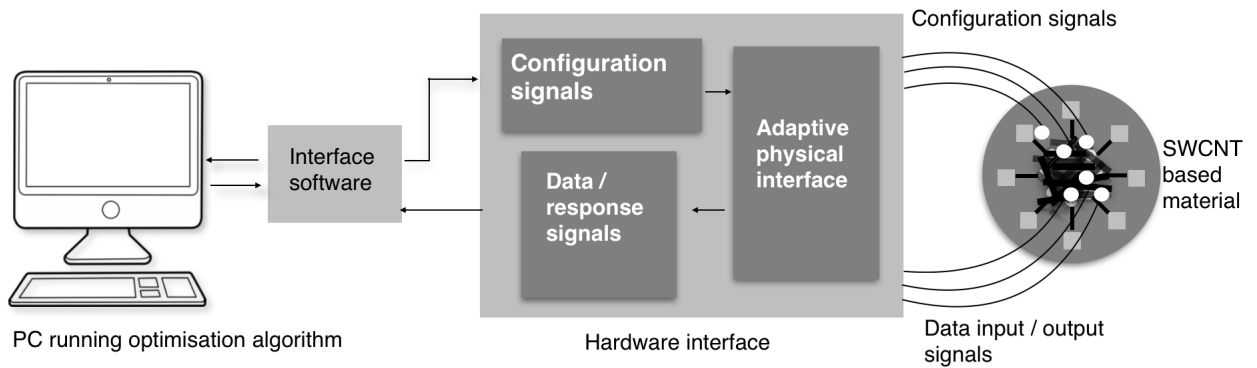 Configuration signals
Configuration
signals
Adaptive
physical
interface
Interface
software
Data /
response
signals
SWCNT
based
material
PC running optimisation algorithm
Hardware interface
Data input / output
signals